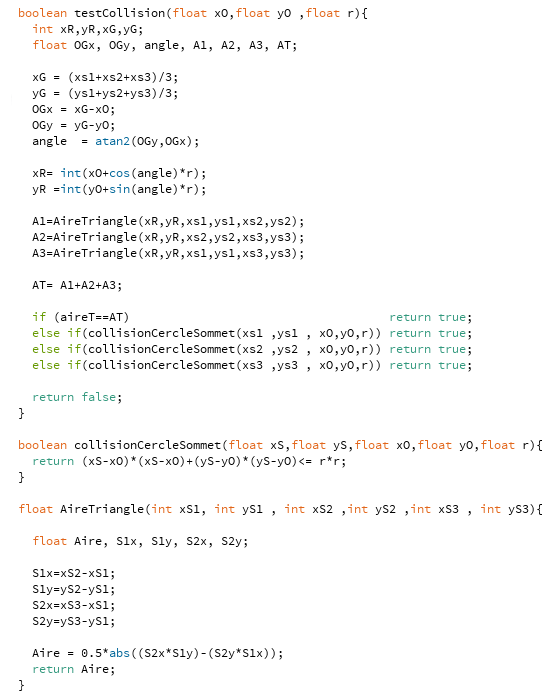 boolean testCollision(float xO,float yO ,float r){
int xR,yR,xG,yG;
float OGx, OGy, angle, A1, A2, A3, AT;
xG = (xs1+xs2+xs3)/3;
yG = (ys1+ys2+ys3)/3;
OGx = xG-xO;
OGy = yG-yO;
angle  = atan2(OGy,OGx);
xR= int(xO+cos(angle)*r);
yR =int(yO+sin(angle)*r);
A1=AireTriangle(xR,yR,xs1,ys1,xs2,ys2);
A2=AireTriangle(xR,yR,xs2,ys2,xs3,ys3);
A3=AireTriangle(xR,yR,xs1,ys1,xs3,ys3);
AT= A1+A2+A3;
if (aireT==AT) return true;
else if(collisionCercleSommet(xs1 ,ys1 , xO,yO,r)) return true;
else if(collisionCercleSommet(xs2 ,ys2 , xO,yO,r)) return true;
else if(collisionCercleSommet(xs3 ,ys3 , xO,yO,r)) return true;
return false;
}
boolean collisionCercleSommet(float xS,float yS,float xO,float yO,float r){
return (xS-xO)*(xS-xO)+(yS-yO)*(yS-yO)<= r*r;
}
float AireTriangle(int xS1, int yS1 , int xS2 ,int yS2 ,int xS3 , int yS3){
float Aire, S1x, S1y, S2x, S2y;
S1x=xS2-xS1;
S1y=yS2-yS1;
S2x=xS3-xS1;
S2y=yS3-yS1;
Aire = 0.5*abs((S2x*S1y)-(S2y*S1x));
return Aire;
}